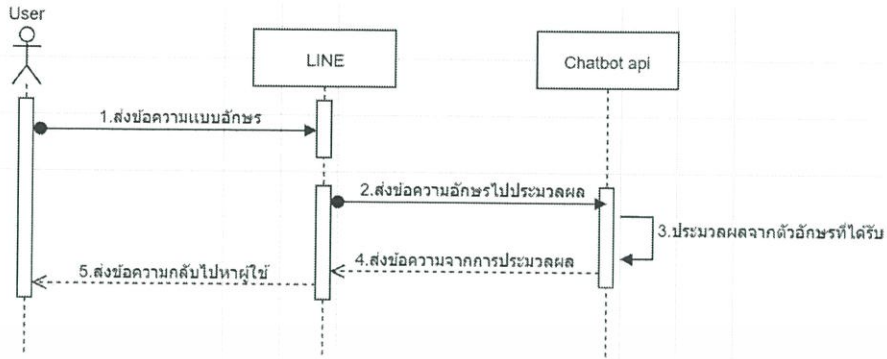 User
LINE
Chatbot api
1.ส่งข้อความแบบอักษร
2.ส่งข้อความอักษรไปประมวลผล
3.ประมวลผลจากตัวอักษรที่ได้รับ
4.ส่งข้อความจากการประมวลผล
5.ส่งข้อความกลับไปหาผู้ใช้